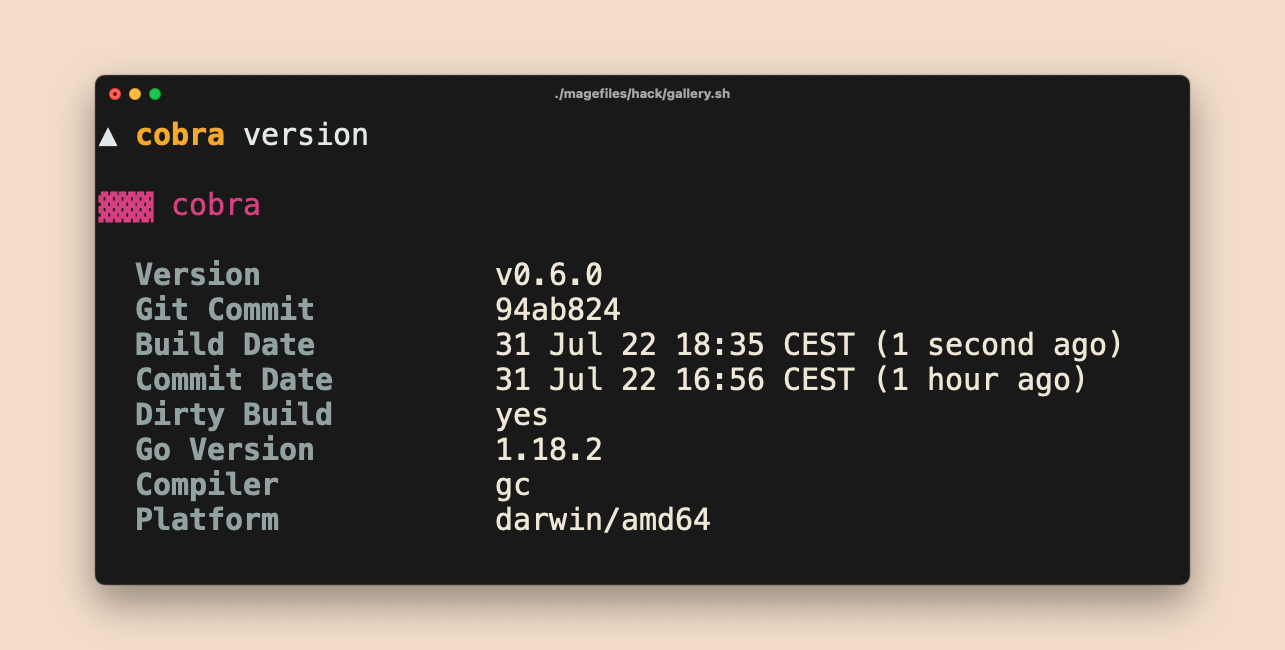 ./magefiles/hack/gallery.sh
▲ cobra version
▓▓▓ cobra
Version v0.6.0
Git Commit 94ab824
Build Date 31 Jul 22 18:35 CEST (1 second ago)
Commit Date 31 Jul 22 16:56 CEST (1 hour ago)
Dirty Build yes
Go Version 1.18.2
Compiler gc
Platform darwin/amd64